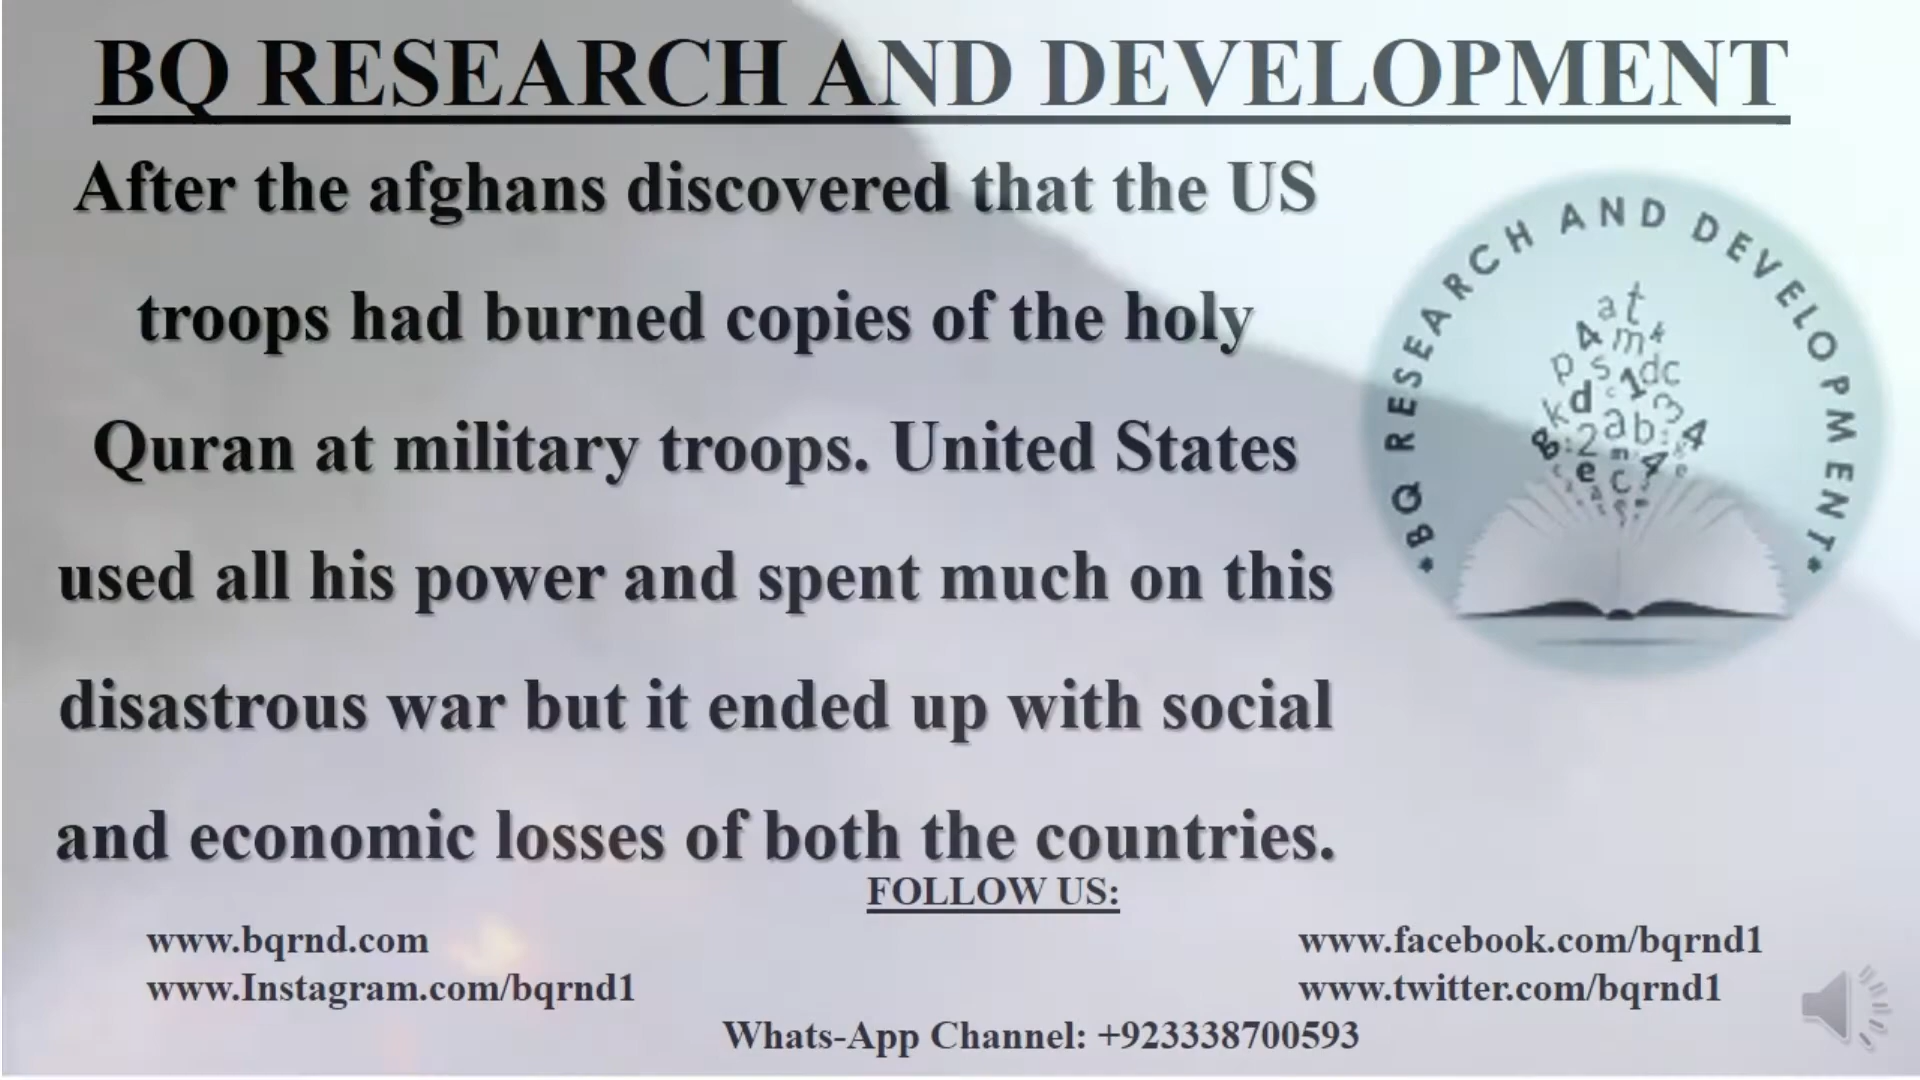 BQ RESEARCH AND DEVELOPMENT
After the afghans discovered that the US
troops had burned copies of the holy
Quran at military troops. United States
used all his power and spent much on this
disastrous war but it ended up with social
and economic losses of both the countries.
BQ RESEARCH AND DEVELOPMENT
FOLLOW US:
www.bqrnd.com
www.facebook.com/bqrnd1
www.Instagram.com/bqrnd1
www.twitter.com/bqrnd1
Whats-App Channel: +923338700593